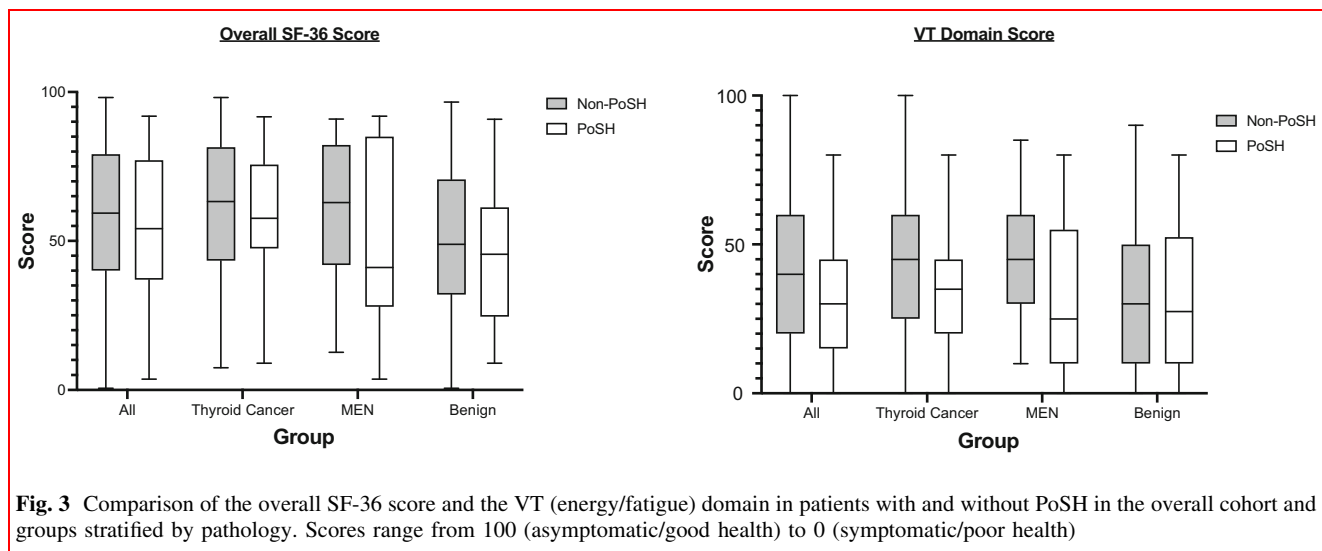 Overall SF-36 Score
100
50
0
Score
Non-PoSH
PoSH
All
Thyroid Cancer
MEN
Benign
Group
VT Domain Score
100
50
0
Score
Non-PoSH
PoSH
All
Thyroid Cancer
MEN
Benign
Group
Fig. 3 Comparison of the overall SF-36 score and the VT (energy/fatigue) domain in patients with and without PoSH in the overall cohort and
groups stratified by pathology. Scores range from 100 (asymptomatic/good health) to 0 (symptomatic/poor health)